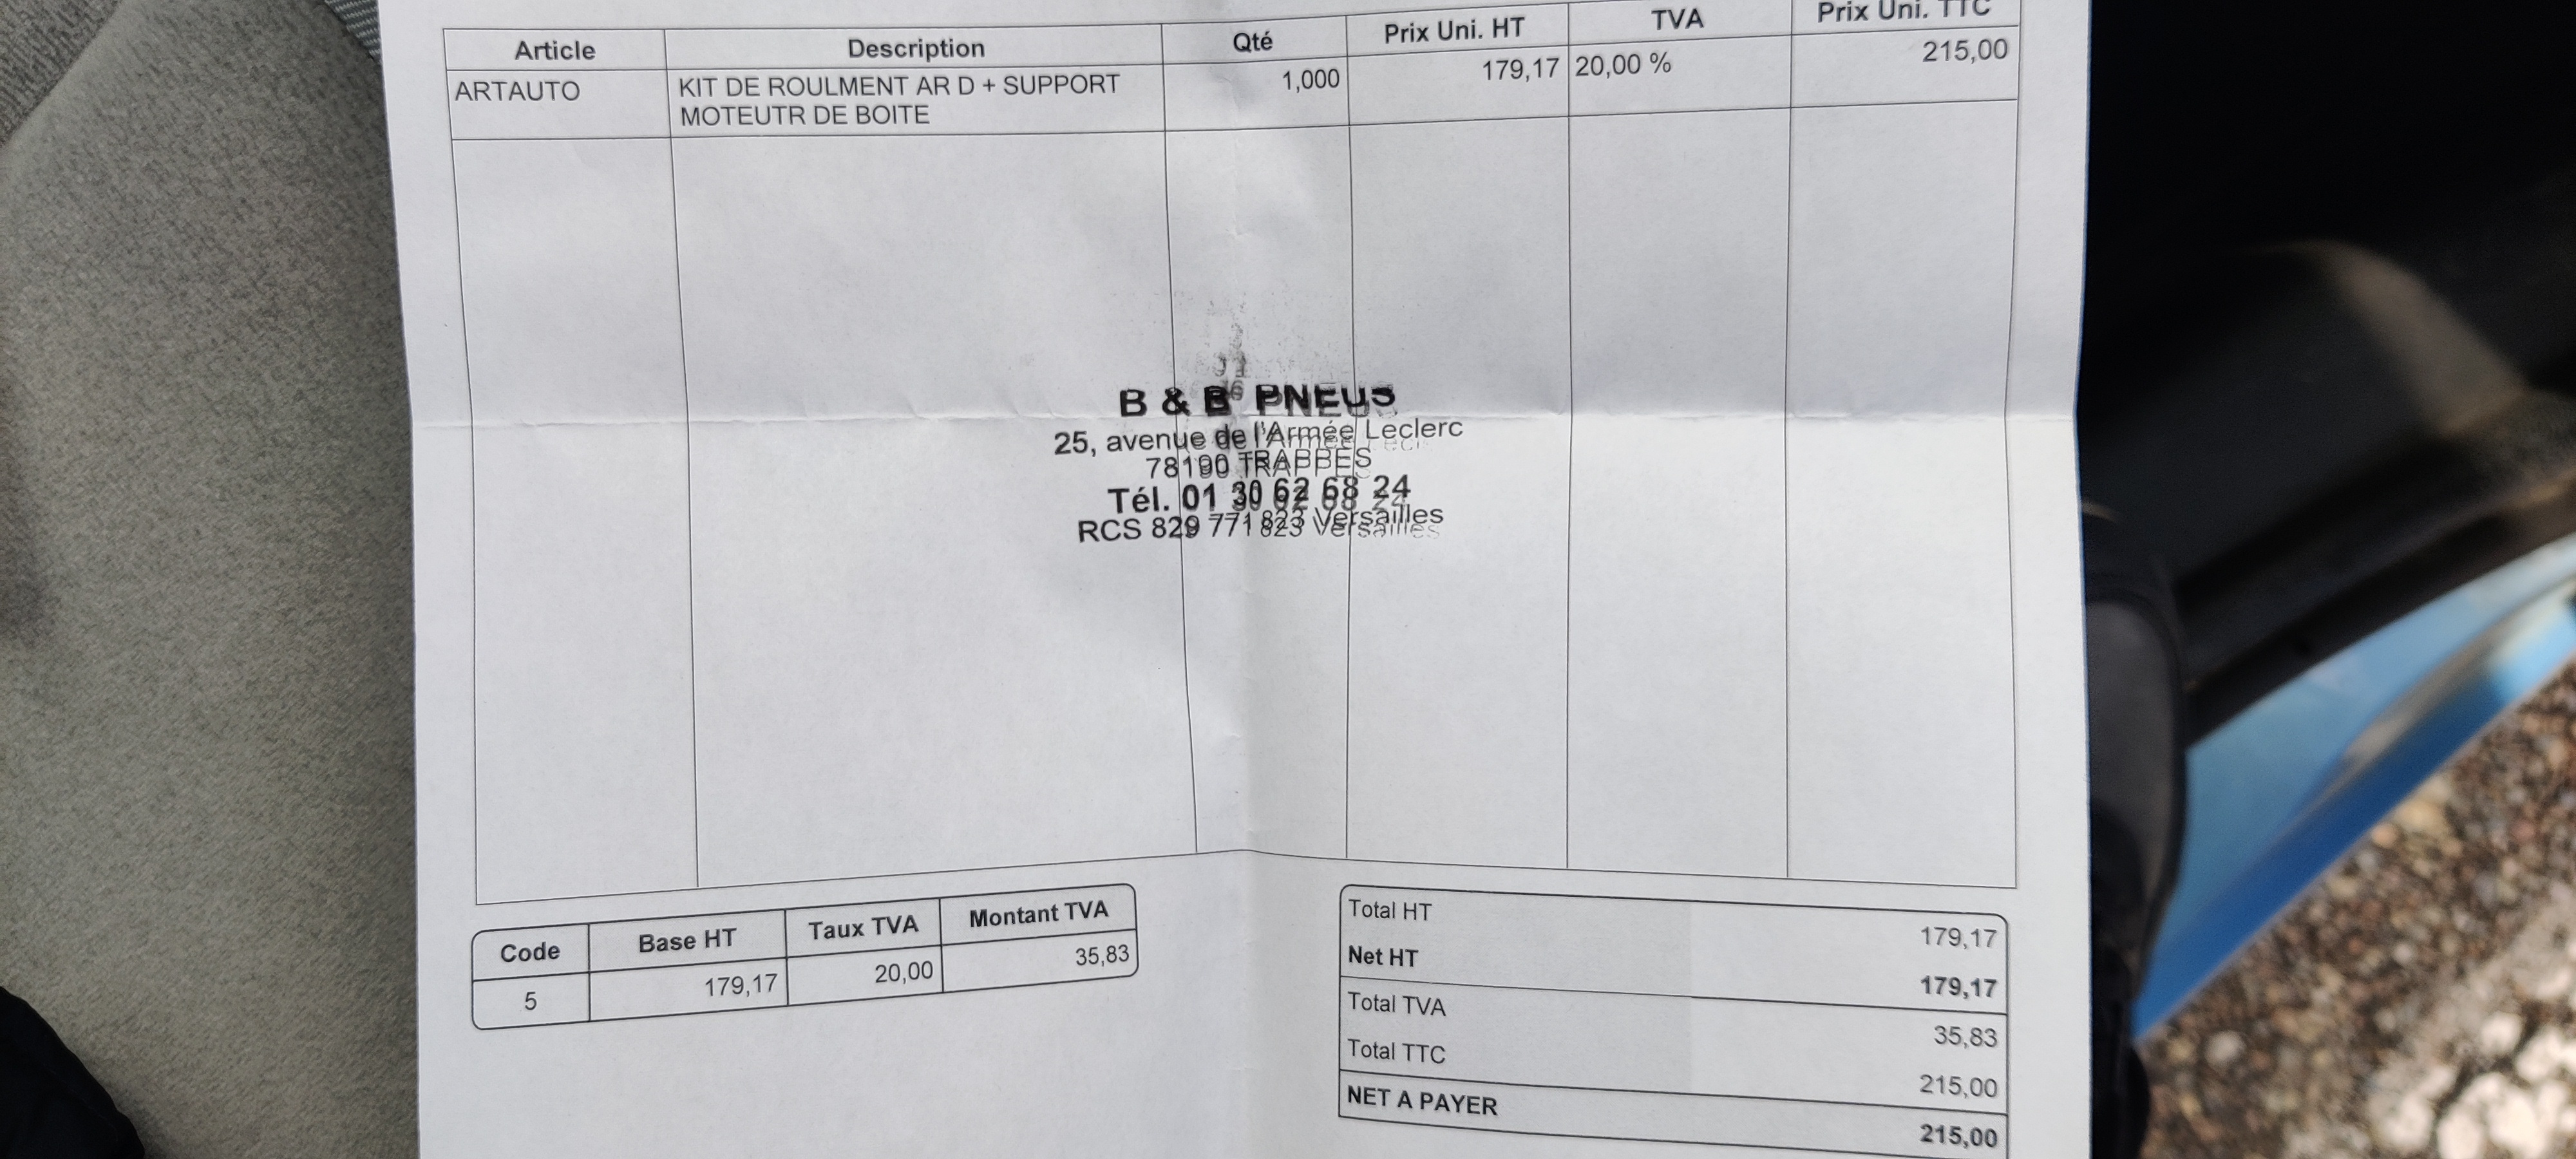 Article Description Qté Prix Uni. HT TVA Prix Uni. TTC
ARTAUTO KIT DE ROULMENT AR D + SUPPORT 1,000 179,17 20,00 % 215,00
MOTEUTR DE BOITE
B & B PNEUS
25, avenue de l'Armée Leclerc
78190 TRAPPES
Tél. 01 30 62 68 24
RCS 829 771 823 Versailles
Code Base HT Taux TVA Montant TVA
5 179,17 20,00 35,83
Total HT 179,17
Net HT 179,17
Total TVA 35,83
Total TTC 215,00
NET A PAYER 215,00